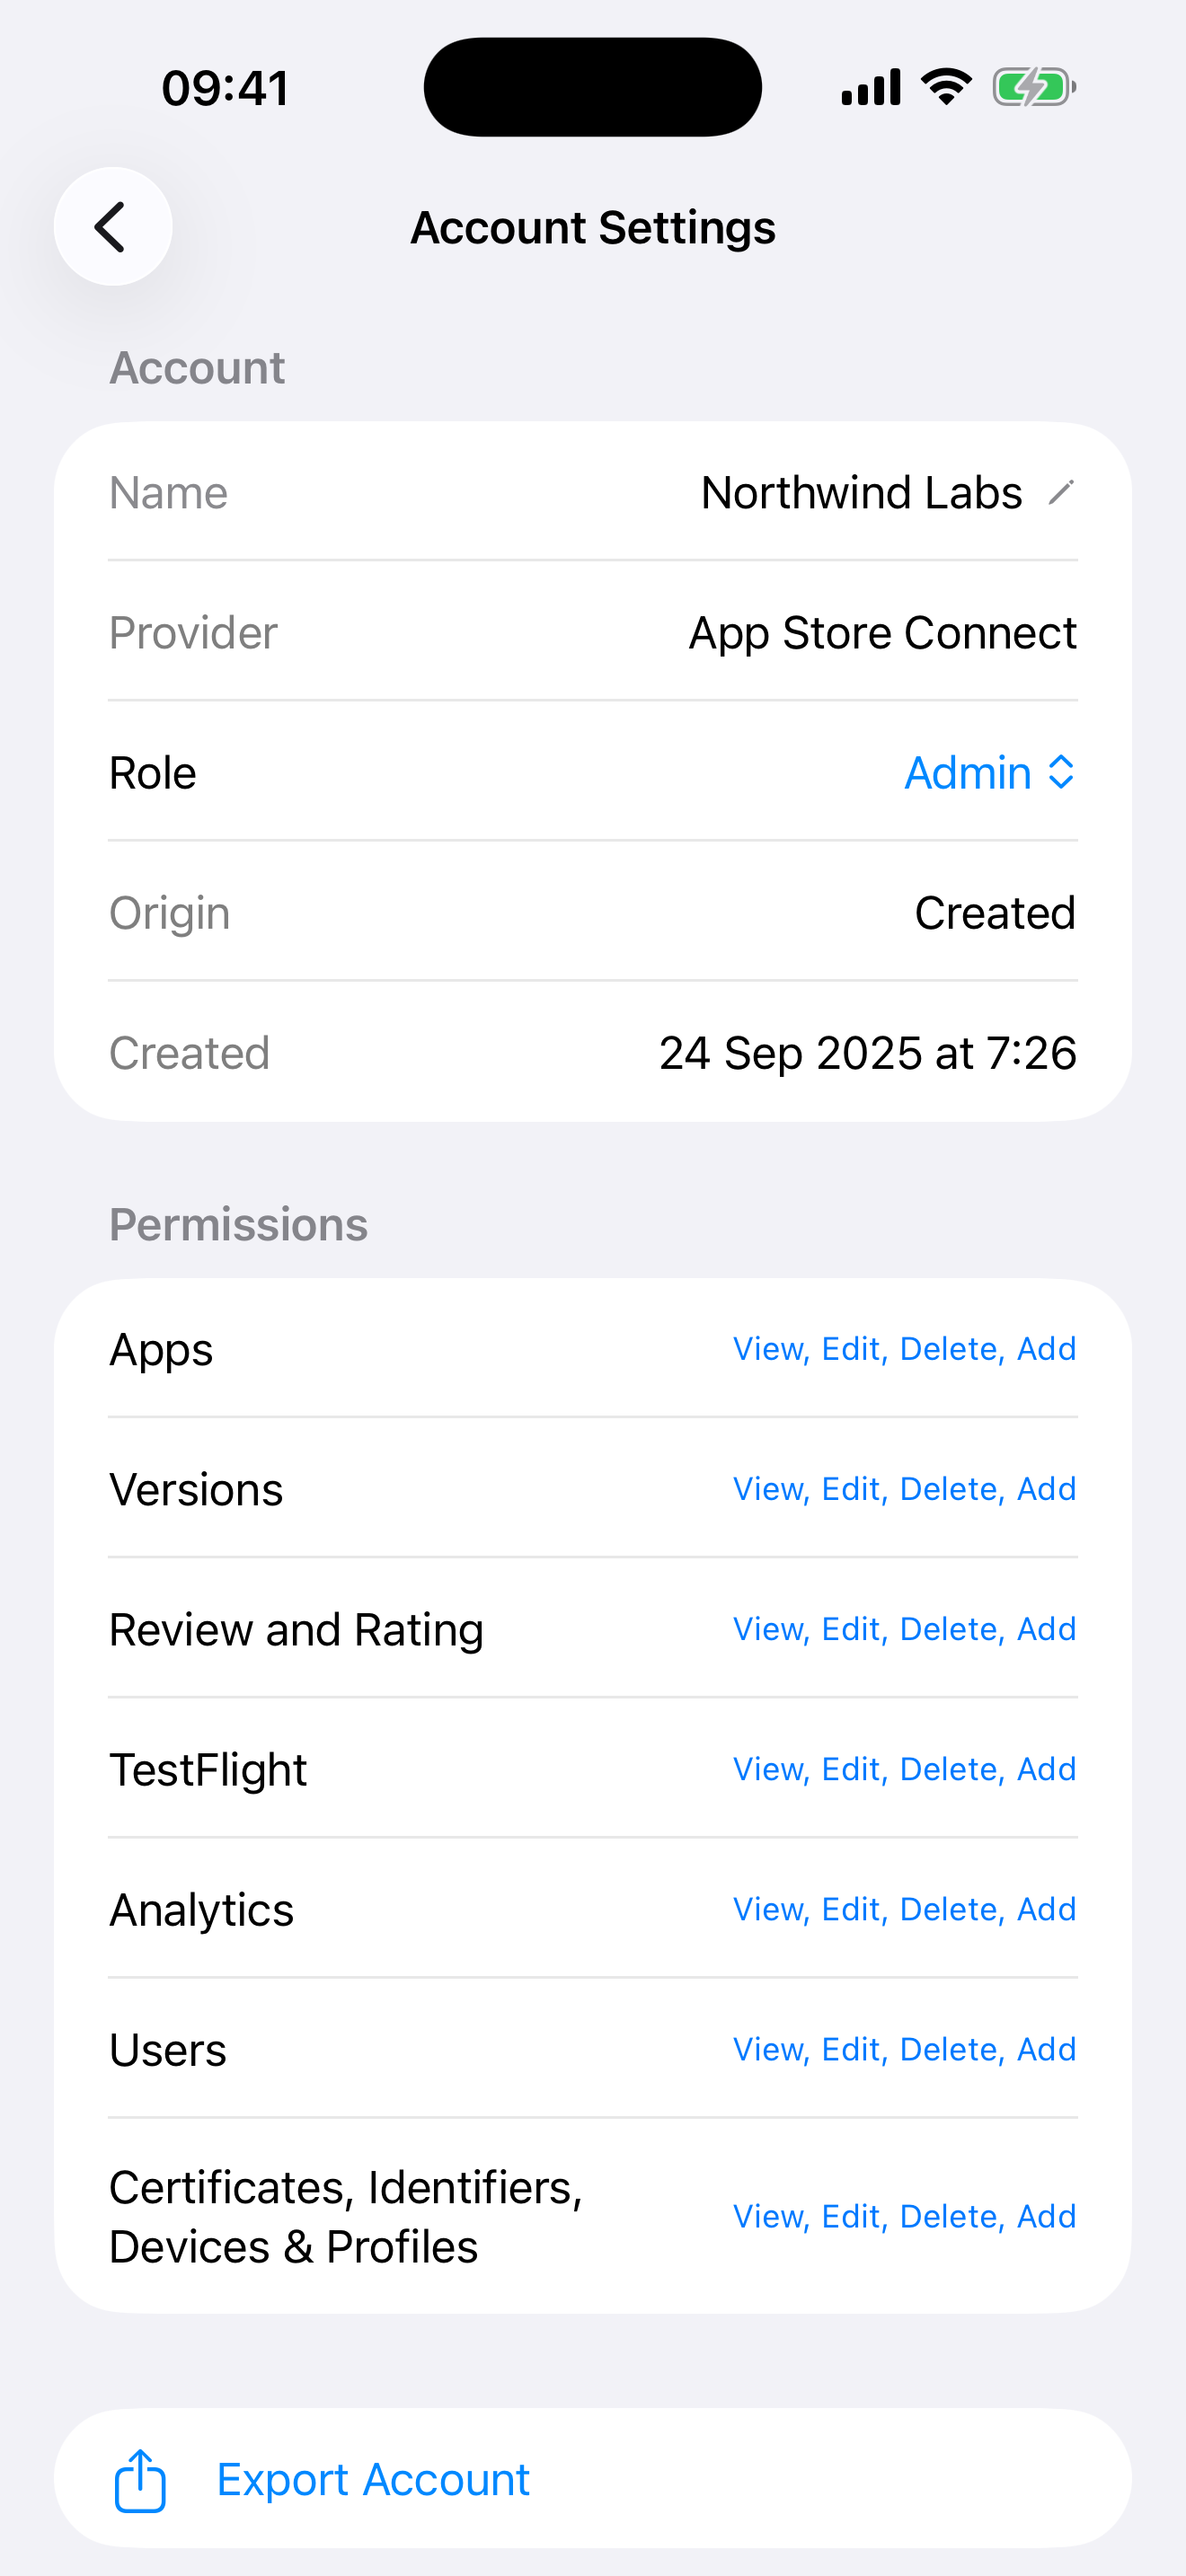 09:41
Account Settings
Account
Name Northwind Labs
Provider App Store Connect
Role Admin
Origin Created
Created 24 Sep 2025 at 7:26
Permissions
Apps View, Edit, Delete, Add
Versions View, Edit, Delete, Add
Review and Rating View, Edit, Delete, Add
TestFlight View, Edit, Delete, Add
Analytics View, Edit, Delete, Add
Users View, Edit, Delete, Add
Certificates, Identifiers,
Devices & Profiles View, Edit, Delete, Add
Export Account